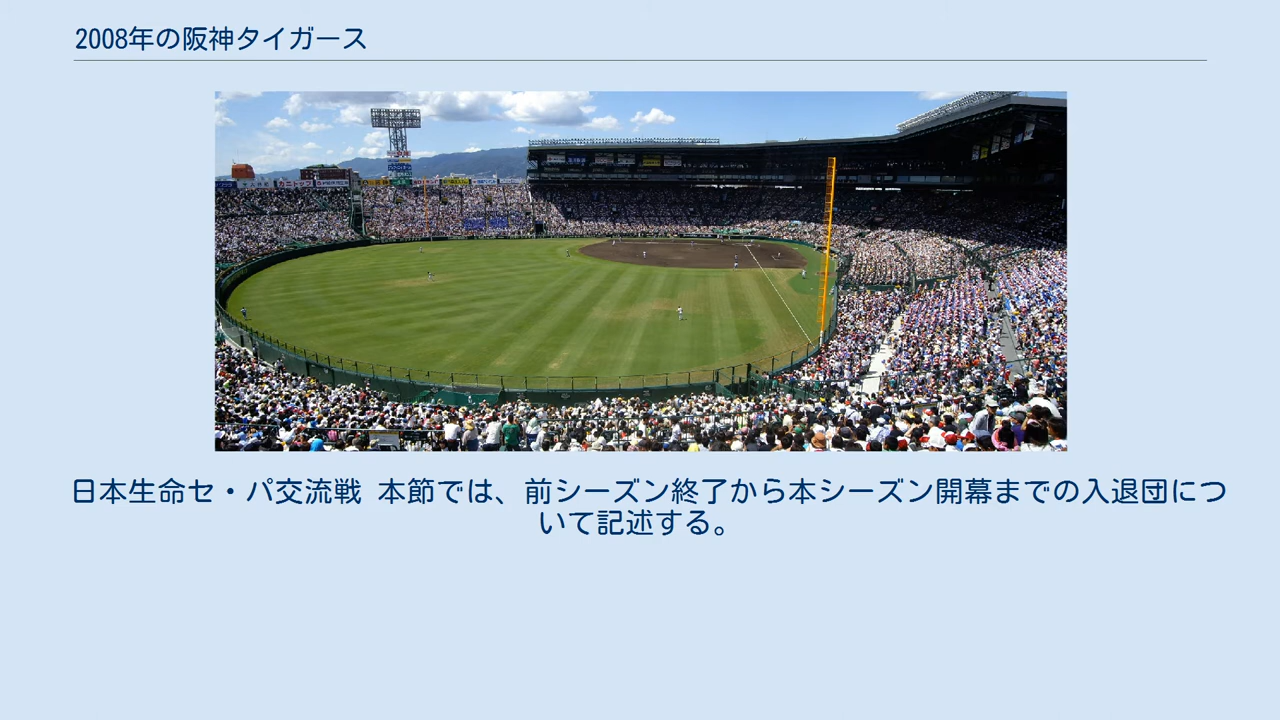 2008年の阪神タイガース
日本生命セ・パ交流戦 本節では、前シーズン終了から本シーズン開幕までの入退団につ
いて記述する。